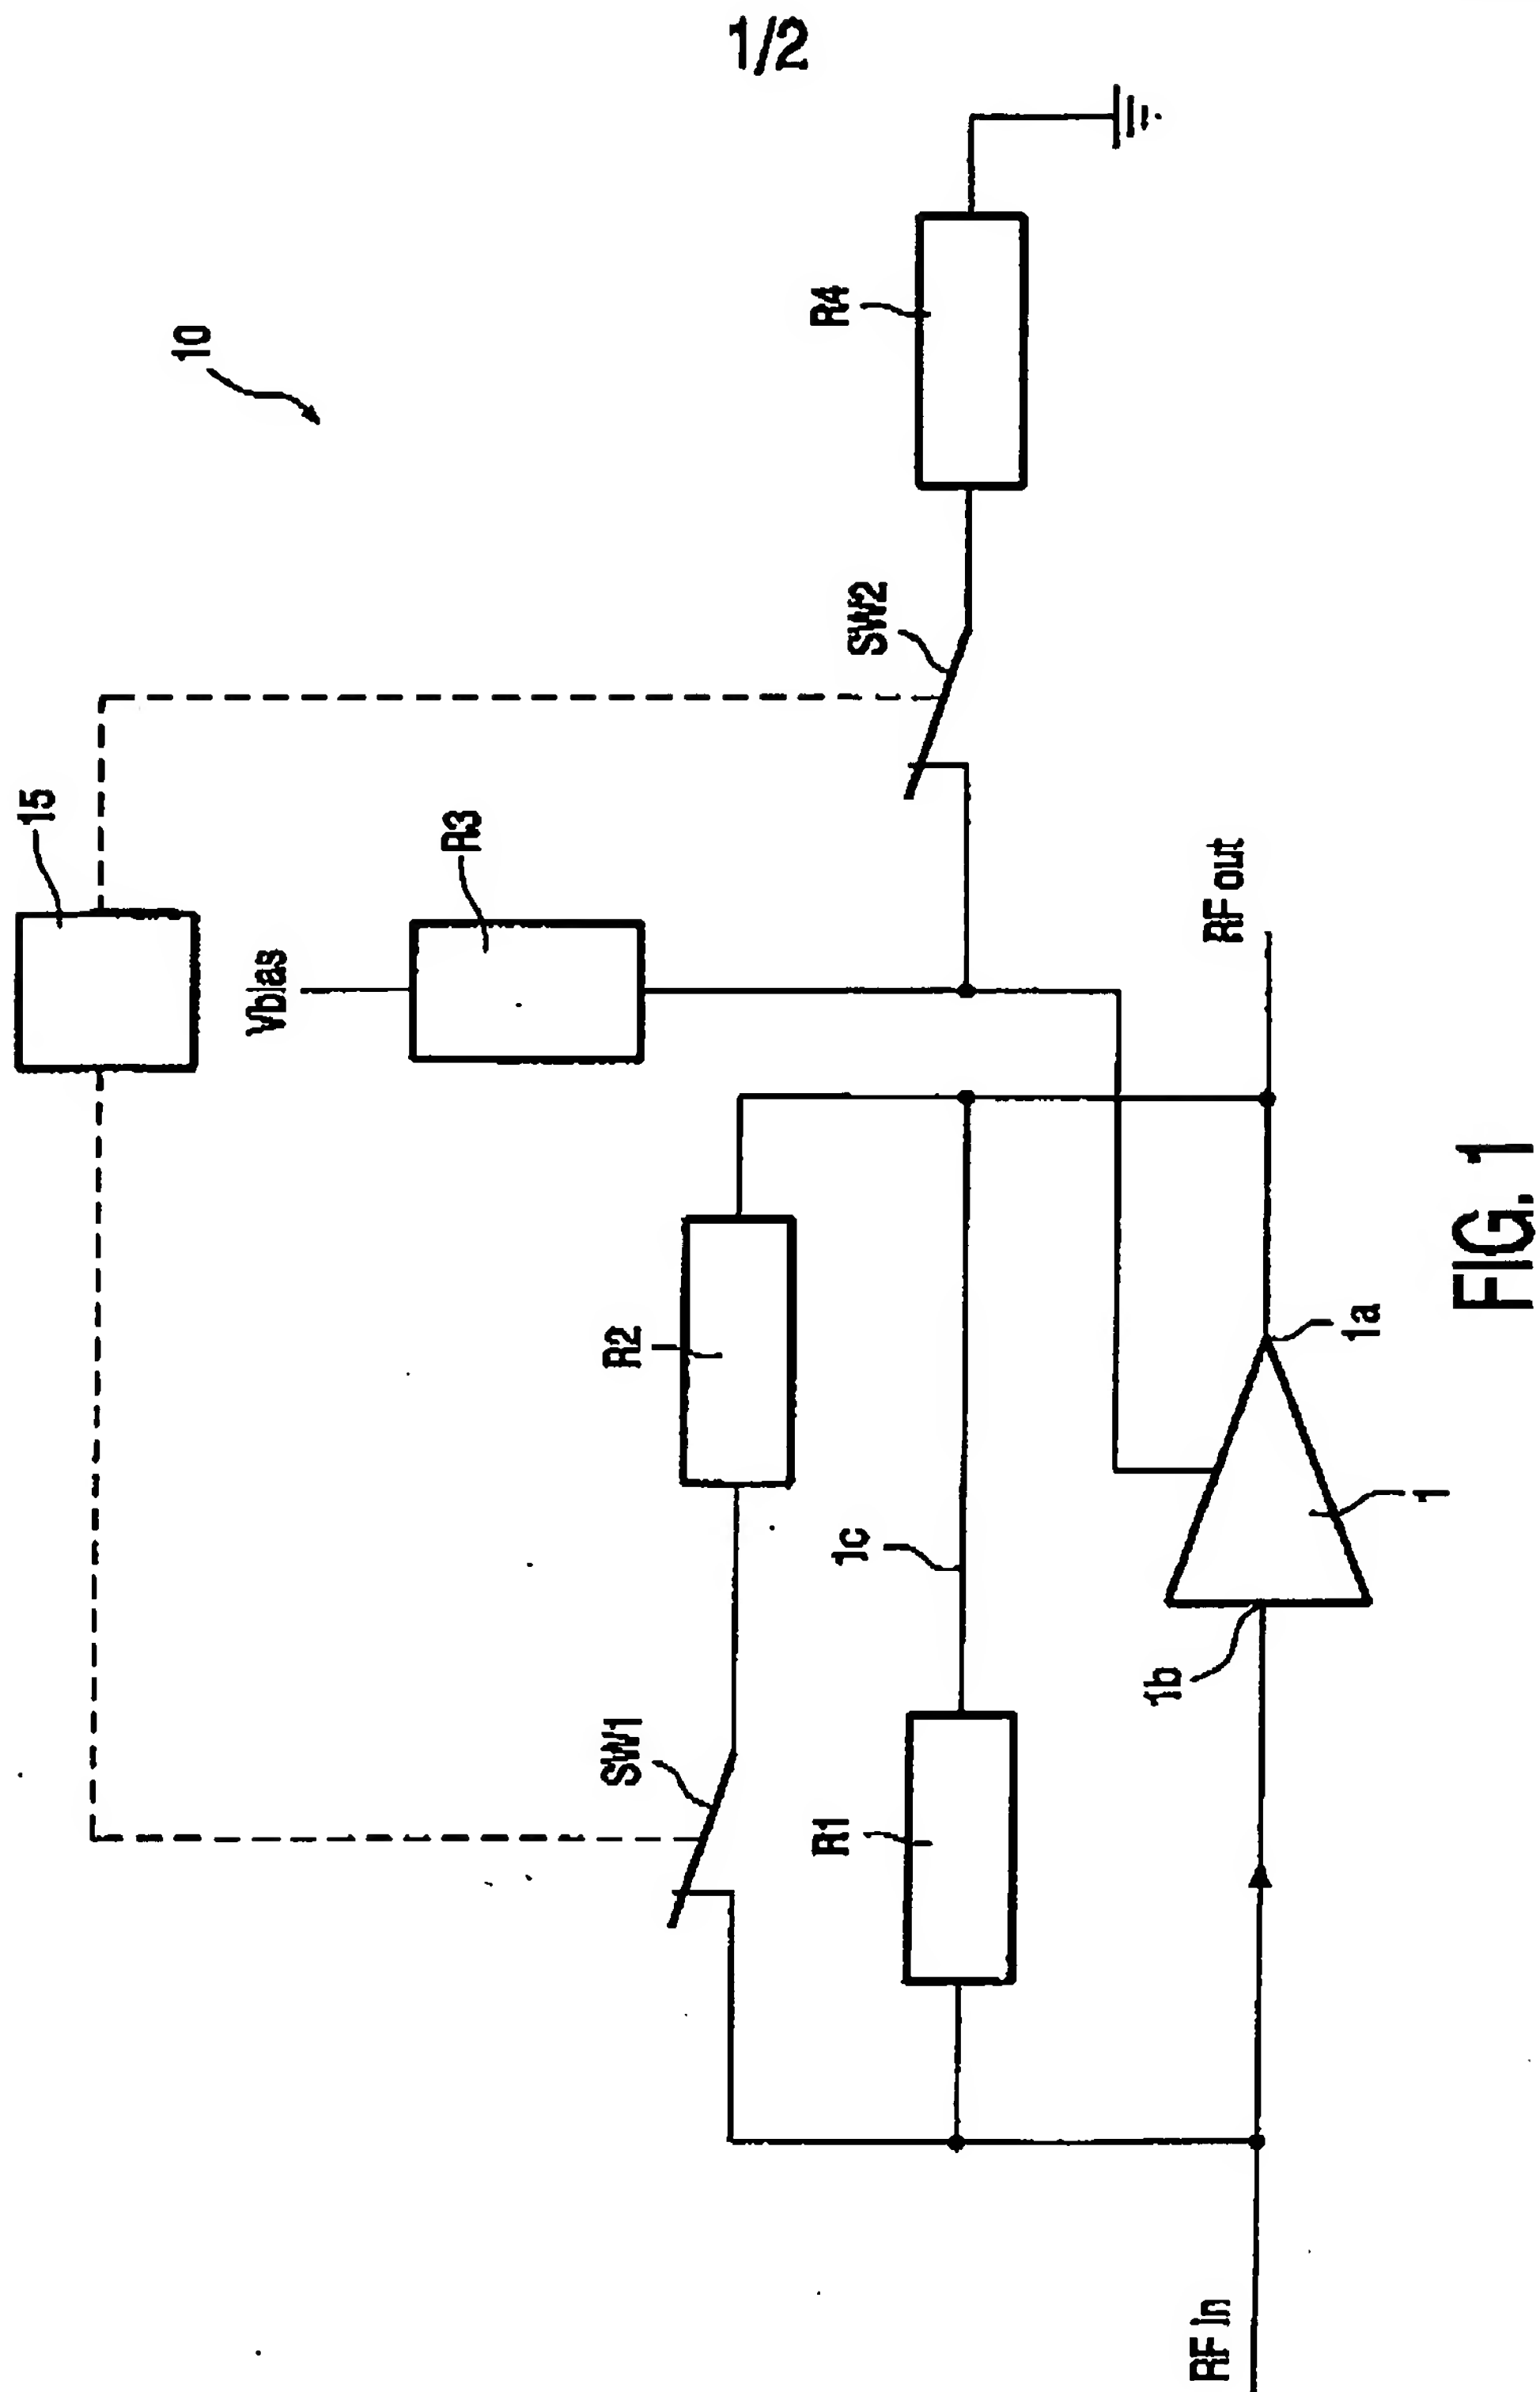 1/2
10
15
Vbias
R3
R4
SW2
SW1
R2
R1
1c
RF out
RF in
1b
1a
1
FIG. 1